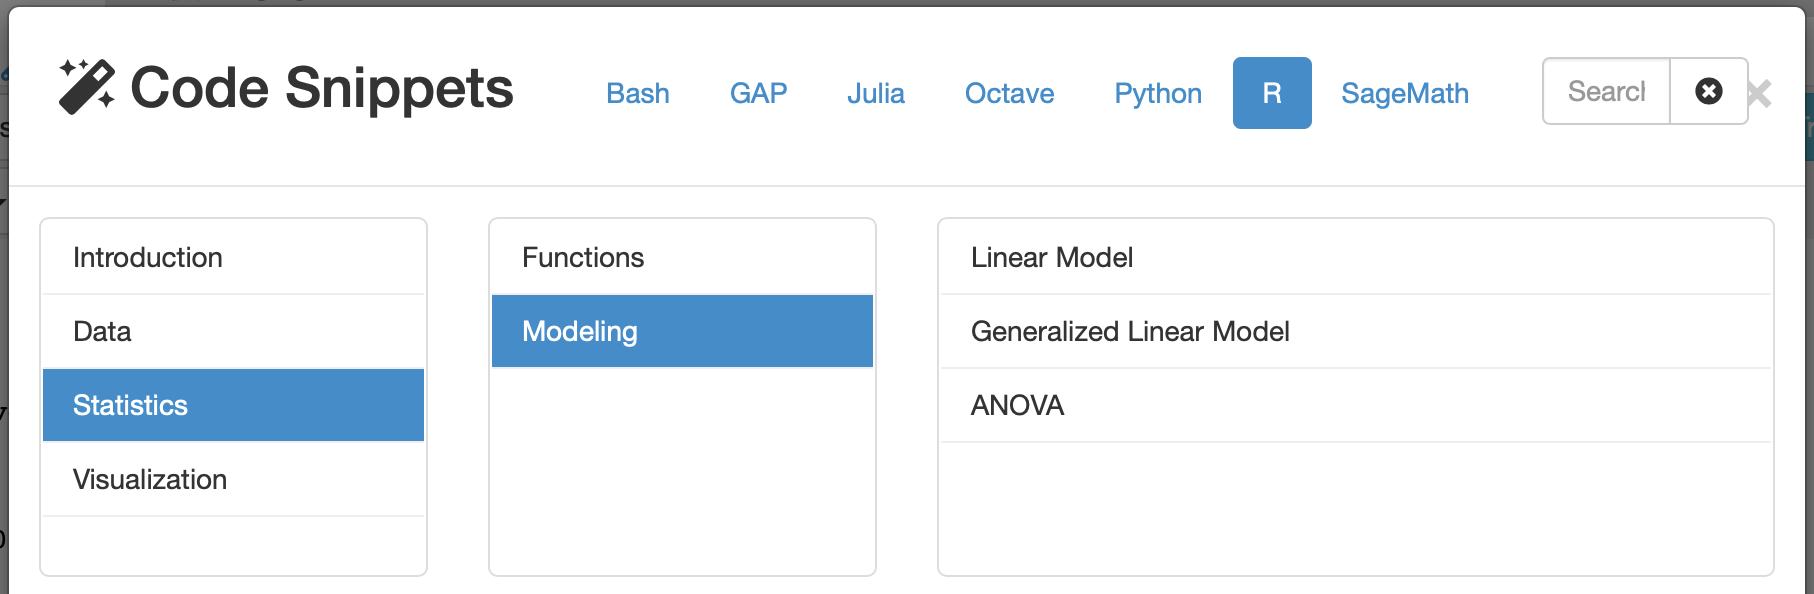 Code Snippets
Bash
GAP
Julia
Octave
Python
R
SageMath
Search
Introduction
Data
Statistics
Visualization
Functions
Modeling
Linear Model
Generalized Linear Model
ANOVA